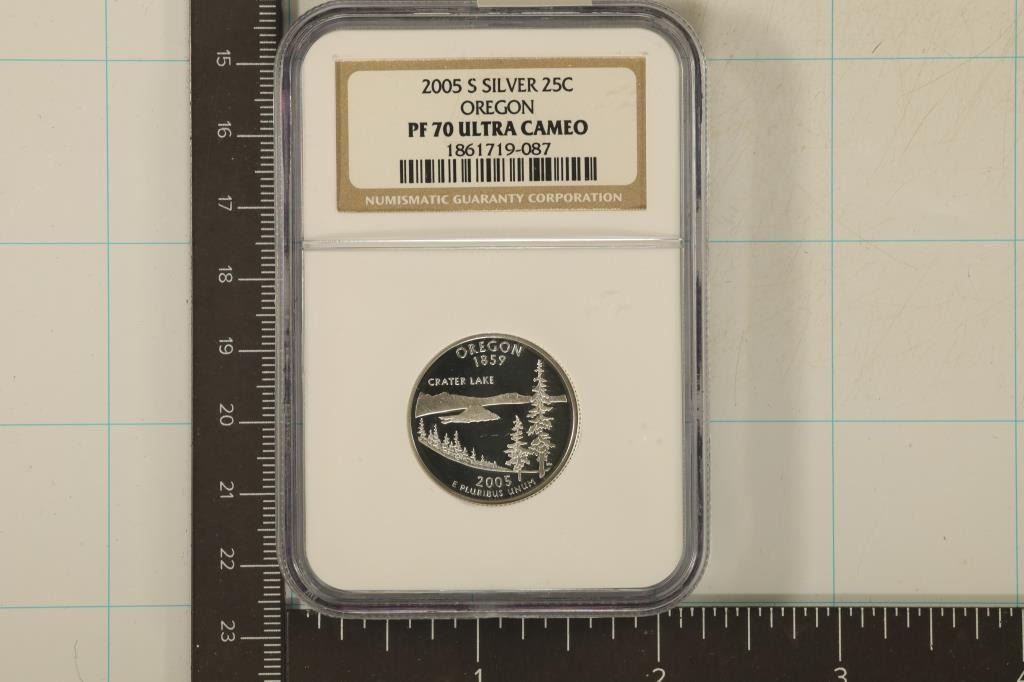 2005 S SILVER 25C
OREGON
PF 70 ULTRA CAMEO
1861719-087
NUMISMATIC GUARANTY CORPORATION
OREGON
1859
CRATER LAKE
2005
E PLURIBUS UNUM
15
16
17
18
19
20
21
22
23
1
2
3
4